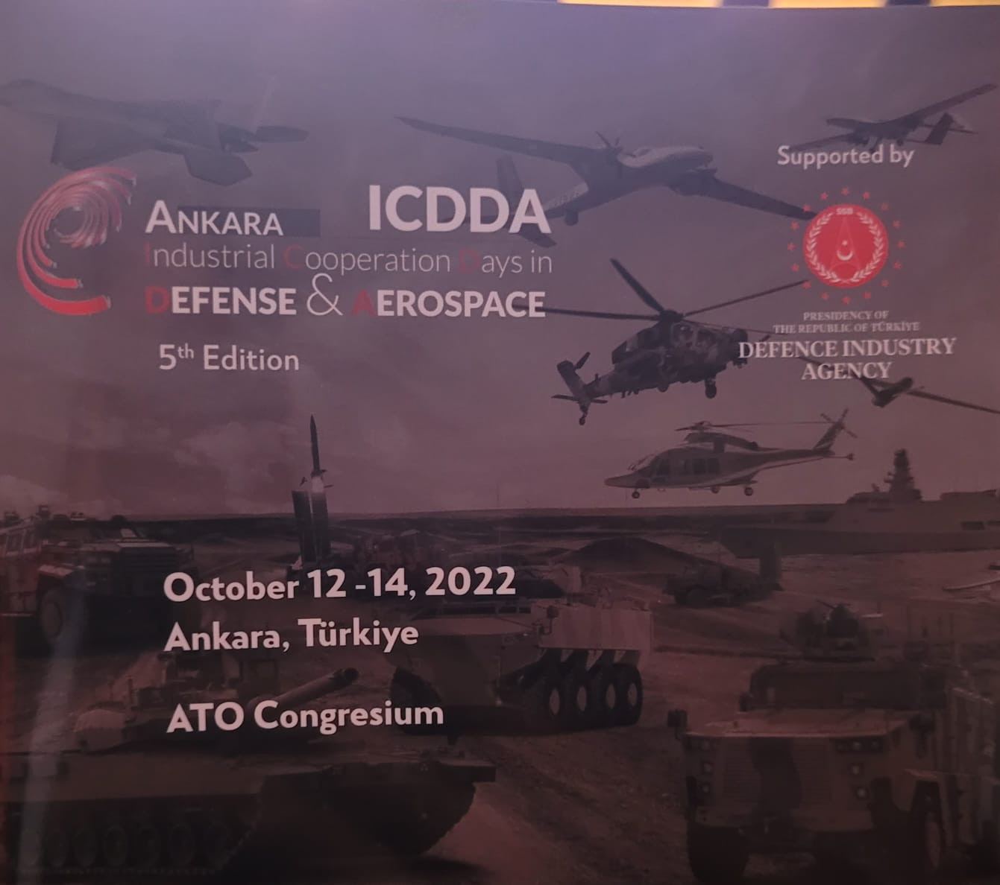 ANKARA ICDDA
Industrial Cooperation Days in
DEFENSE & AEROSPACE
5th Edition
Supported by
SSB
PRESIDENCY OF
THE REPUBLIC OF TÜRKİYE
DEFENCE INDUSTRY
AGENCY
October 12 -14, 2022
Ankara, Türkiye
ATO Congresium